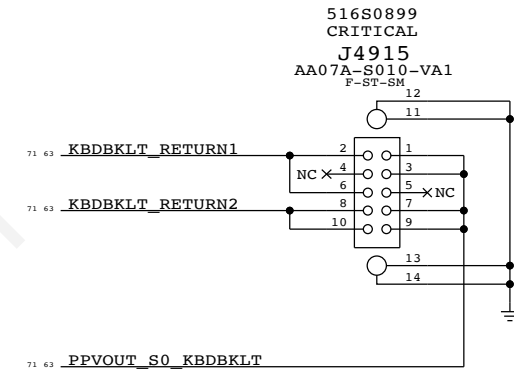 516S0899
CRITICAL
J4915
AA07A-S010-VA1
F-ST-SM
12
11
71 63 KBDBKLT_RETURN1 2 1
NC 4 3
6 5 NC
71 63 KBDBKLT_RETURN2 8 7
10 9
13
14
71 63 PPVOUT_S0_KBDBKLT